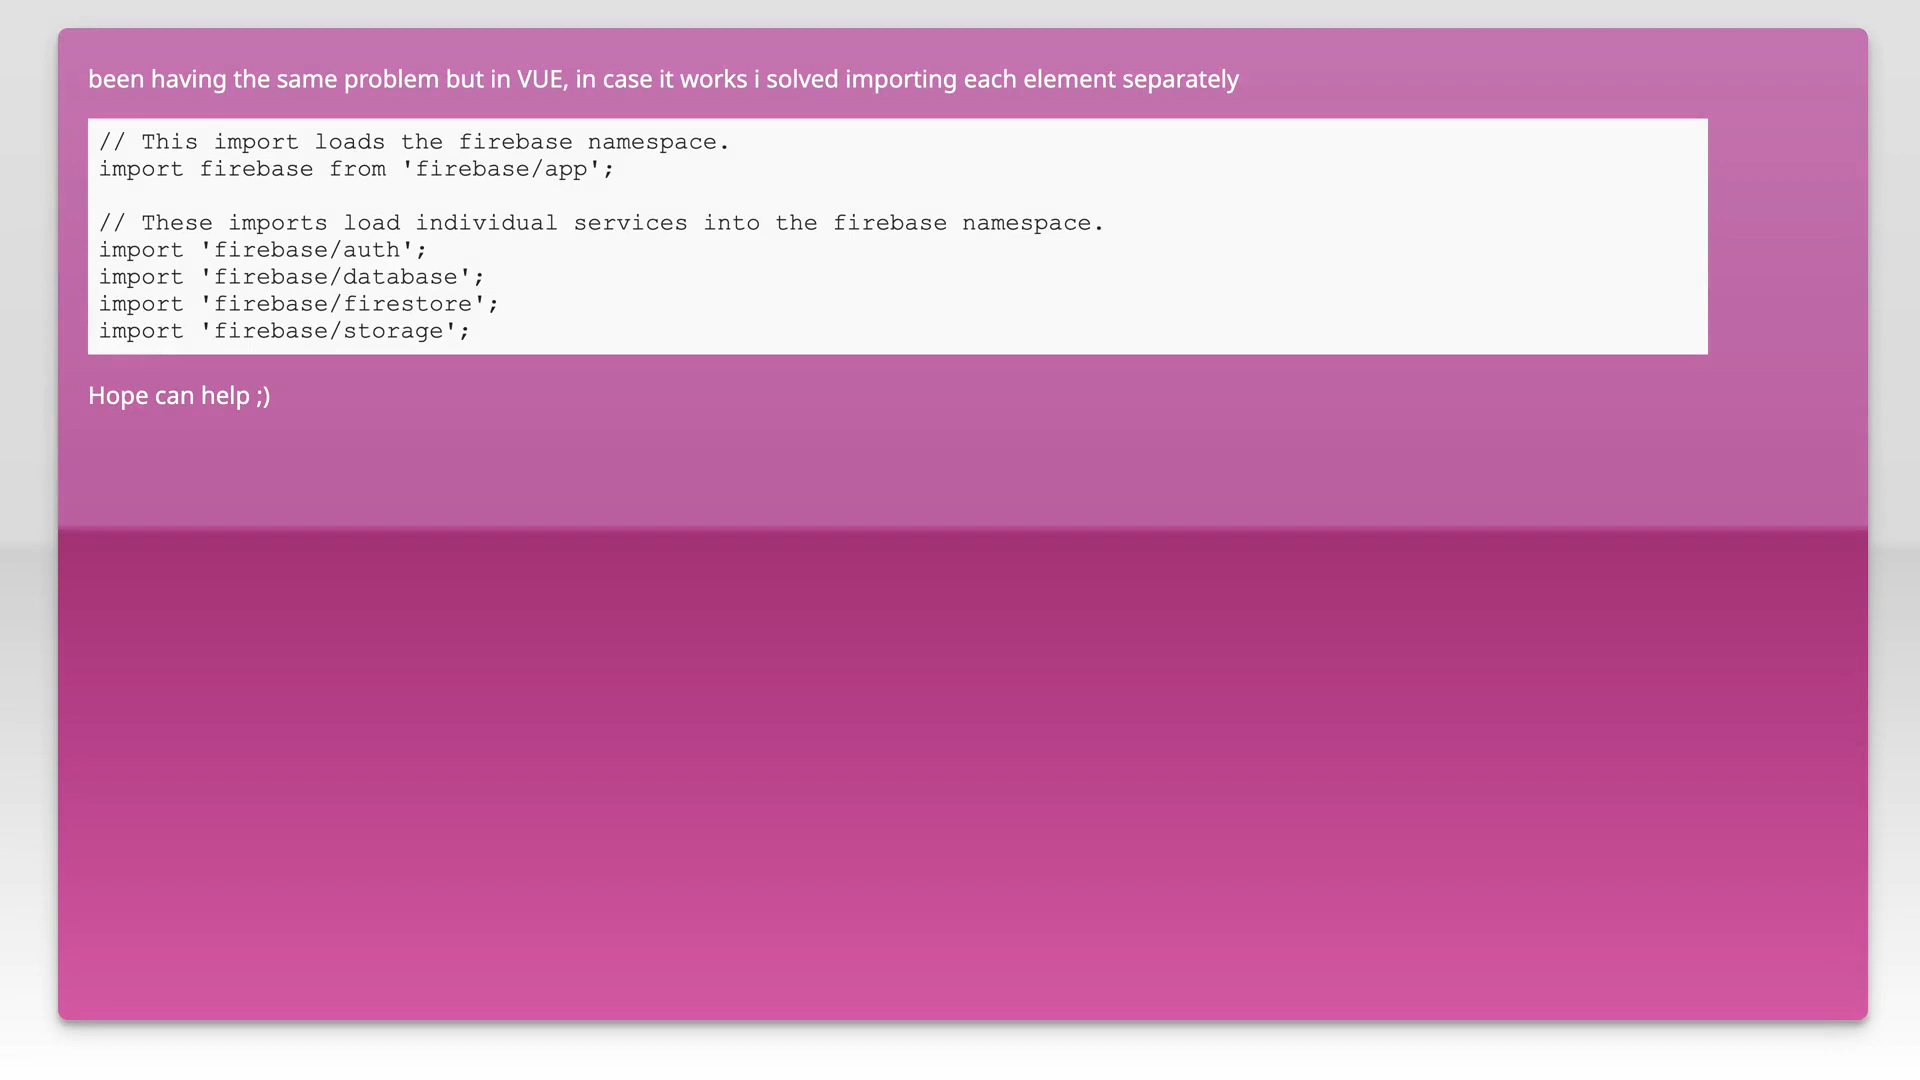 been having the same problem but in VUE, in case it works i solved importing each element separately
// This import loads the firebase namespace.
import firebase from 'firebase/app';
// These imports load individual services into the firebase namespace.
import 'firebase/auth';
import 'firebase/database';
import 'firebase/firestore';
import 'firebase/storage';
Hope can help ;)